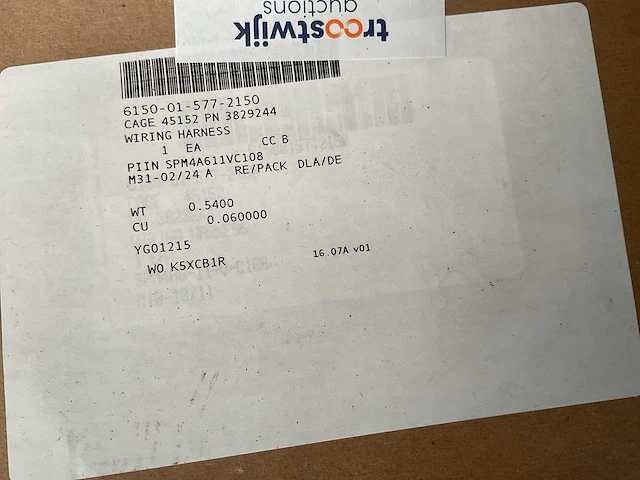 troostwijk
auctions
6150-01-577-2150
CAGE 45152 PN 3829244
WIRING HARNESS
1 EA CC B
PIIN SPM4A611VC108
M31-02/24 A RE/PACK DLA/DE
WT 0.5400
CU 0.060000
YG01215
WO K5XCB1R 16.07A v01